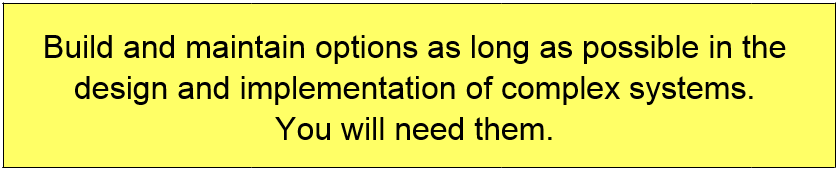 Build and maintain options as long as possible in the
design and implementation of complex systems.
You will need them.